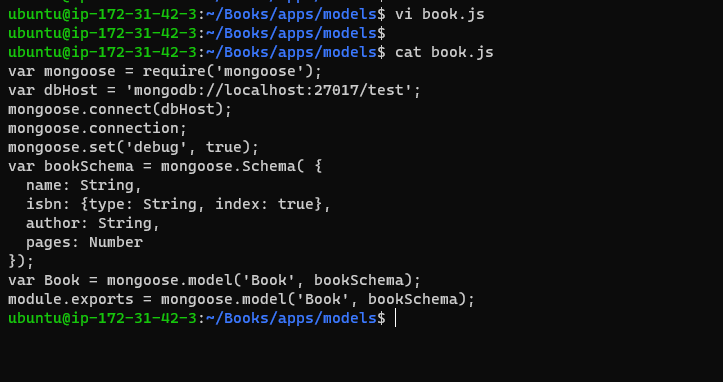 ubuntu@ip-172-31-42-3:~/Books/apps/models$ vi book.js
ubuntu@ip-172-31-42-3:~/Books/apps/models$
ubuntu@ip-172-31-42-3:~/Books/apps/models$ cat book.js
var mongoose = require('mongoose');
var dbHost = 'mongodb://localhost:27017/test';
mongoose.connect(dbHost);
mongoose.connection;
mongoose.set('debug', true);
var bookSchema = mongoose.Schema( {
  name: String,
  isbn: {type: String, index: true},
  author: String,
  pages: Number
});
var Book = mongoose.model('Book', bookSchema);
module.exports = mongoose.model('Book', bookSchema);
ubuntu@ip-172-31-42-3:~/Books/apps/models$